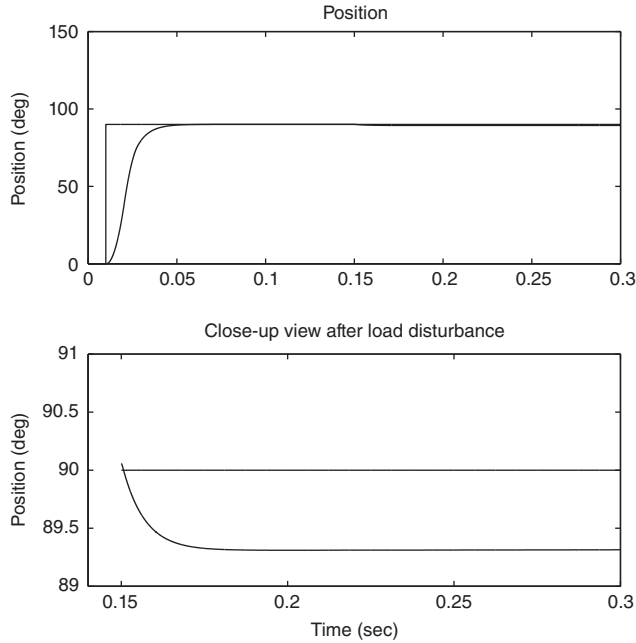 Position
150
100
50
0
Position (deg)
0 0.05 0.1 0.15 0.2 0.25 0.3
Close-up view after load disturbance
91
90.5
90
89.5
89
Position (deg)
0.15 0.2 0.25 0.3
Time (sec)